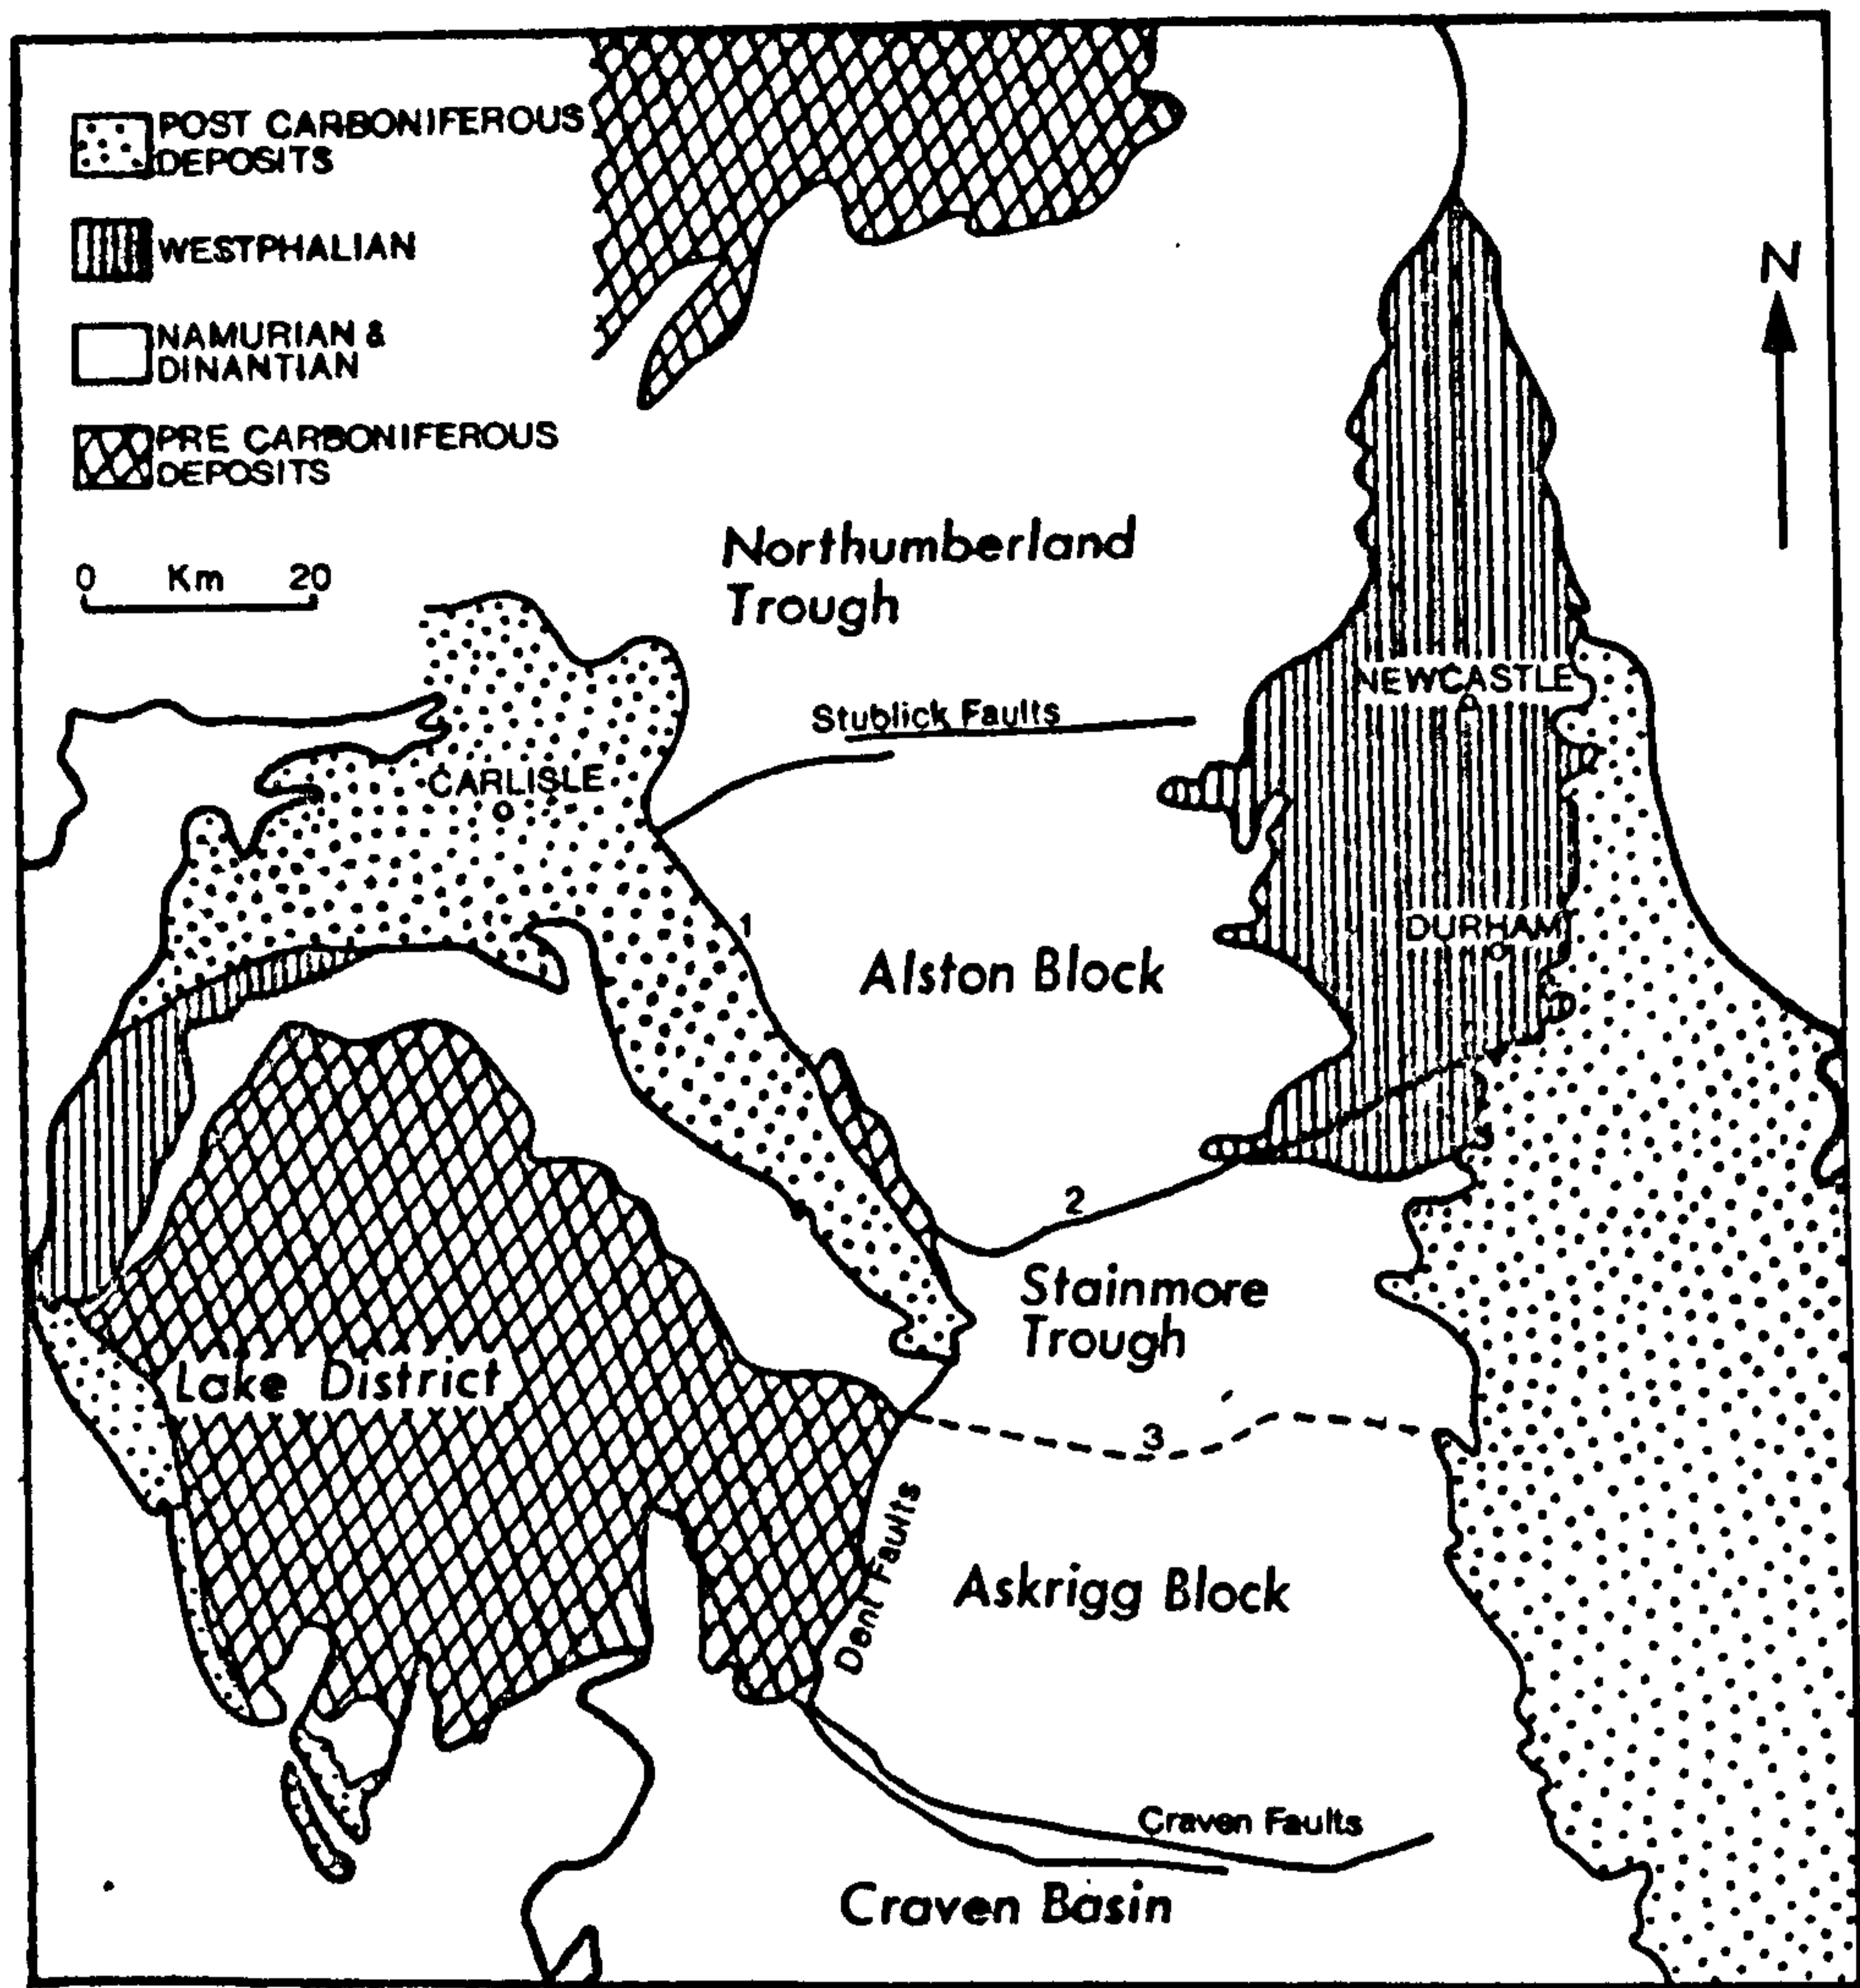 POST CARBONIFEROUS
DEPOSITS
WESTPHALIAN
NAMURIAN &
DINANTIAN
PRE CARBONIFEROUS
DEPOSITS
0 Km 20
N
Northumberland
Trough
NEWCASTLE
Stublick Faults
CARLISLE
1
DURHAM
Alston Block
2
Stainmore
Trough
Lake District
3
Dent Faults
Askrigg Block
Craven Faults
Craven Basin